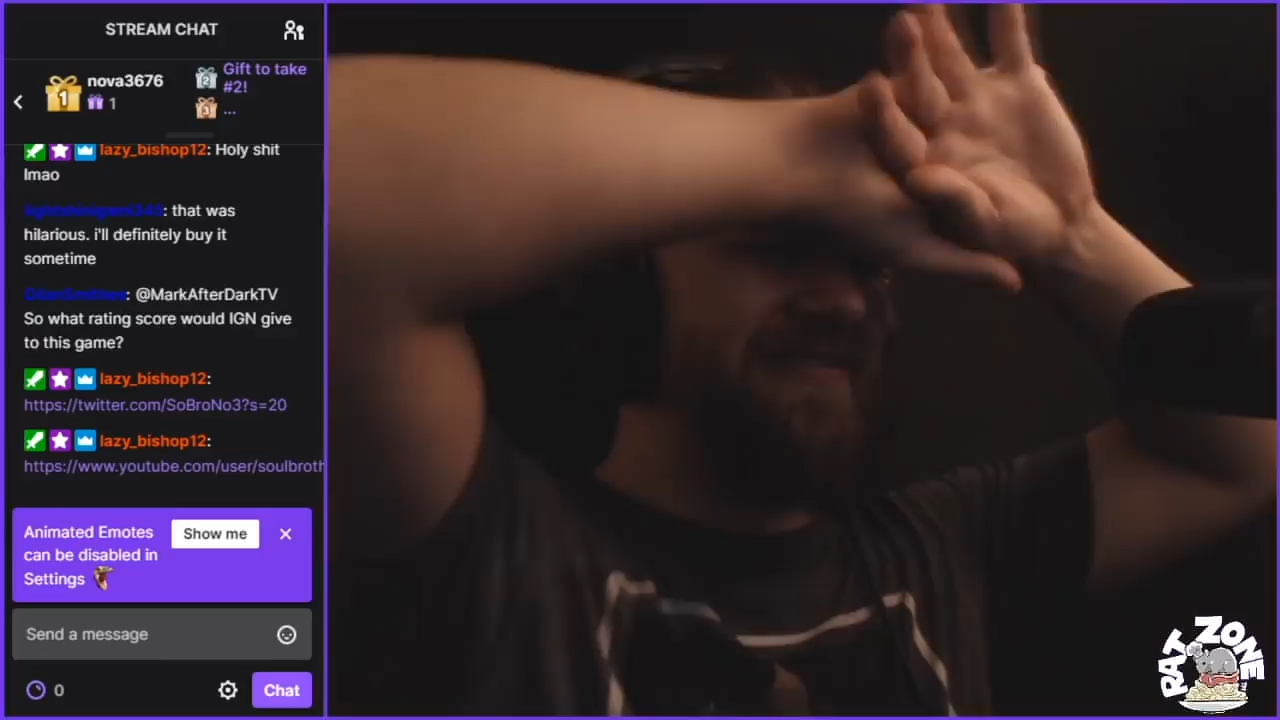 STREAM CHAT
1
nova3676
1
2
Gift to take
#2!
3
...
lazy_bishop12: Holy shit
lmao
: that was
hilarious. i'll definitely buy it
sometime
: @MarkAfterDarkTV
So what rating score would IGN give
to this game?
lazy_bishop12:
https://twitter.com/SoBroNo3?s=20
lazy_bishop12:
https://www.youtube.com/user/soulbroth
Animated Emotes
can be disabled in
Settings
Show me
Send a message
0
Chat
RAT ZONE